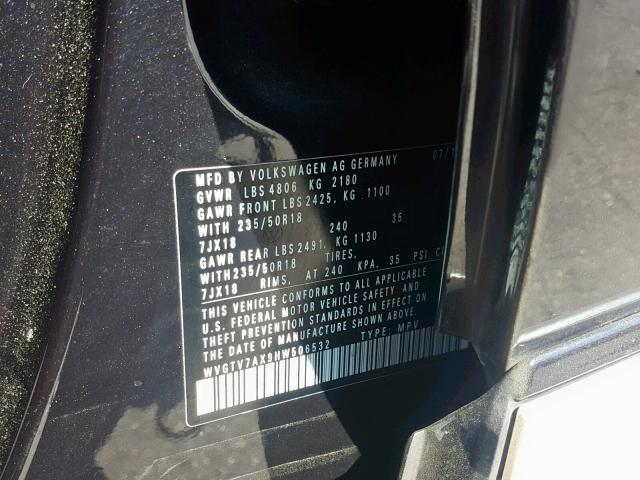 MFD BY VOLKSWAGEN AG GERMANY 07/1
GVWR LBS 4806 KG 2180
GAWR FRONT LBS 2425, KG 1100
WITH 235/50R18 240 35
7JX18
GAWR REAR LBS 2491, KG 1130
WITH235/50R18 TIRES.
7JX18 RIMS. AT 240 KPA, 35 PSI C
THIS VEHICLE CONFORMS TO ALL APPLICABLE
U.S. FEDERAL MOTOR VEHICLE SAFETY AND
THEFT PREVENTION STANDARDS IN EFFECT ON
THE DATE OF MANUFACTURE SHOWN ABOVE.
WVGTV7AX9HW506532 TYPE: MPV